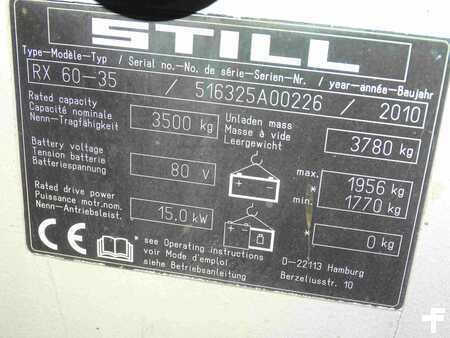 STILL
Type-Modèle-Typ / Serial no.-No. de série-Serien-Nr. / year-année-Baujahr
RX 60-35 / 516325A00226 / 2010
Rated capacity
Capacité nominale
Nenn-Tragfähigkeit
3500 kg
Unladen mass
Masse à vide
Leergewicht
3780 kg
Battery voltage
Tension batterie
Batteriespannung
80 V
max. 1956 kg
*
min. 1770 kg
Rated drive power
Puissance motr.nom.
Nenn-Antriebsleist.
15.0 kW
* 0 kg
CE
* see Operating instructions
voir Mode d'emploi
siehe Betriebsanleitung
D-22113 Hamburg
Berzeliusstr. 10